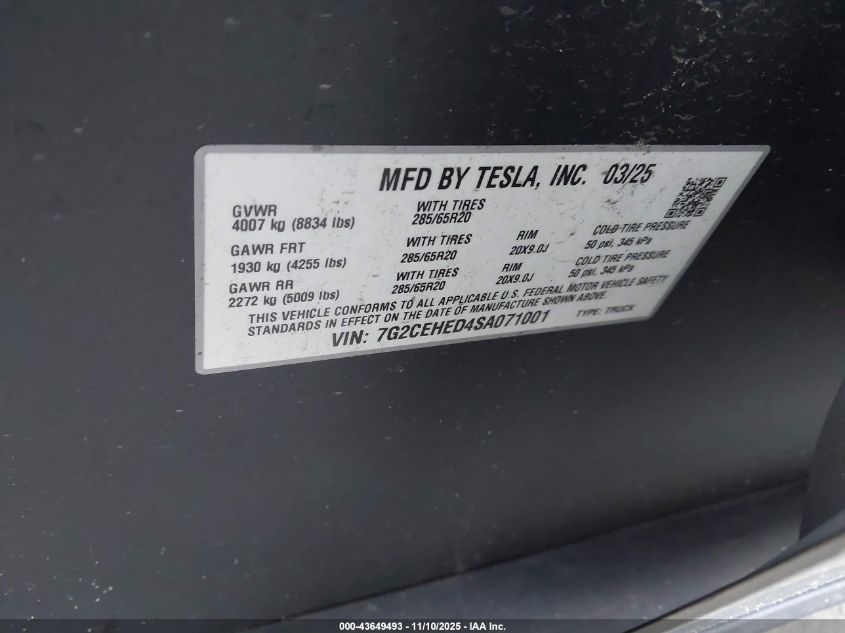 MFD BY TESLA, INC. 03/25
GVWR
4007 kg (8834 lbs)
WITH TIRES
285/65R20
GAWR FRT
1930 kg (4255 lbs)
WITH TIRES
285/65R20
RIM
20X9.0J
COLD TIRE PRESSURE
50 psi, 345 kPa
GAWR RR
2272 kg (5009 lbs)
WITH TIRES
285/65R20
RIM
20X9.0J
COLD TIRE PRESSURE
50 psi, 345 kPa
THIS VEHICLE CONFORMS TO ALL APPLICABLE U.S. FEDERAL MOTOR VEHICLE SAFETY
STANDARDS IN EFFECT ON THE DATE OF MANUFACTURE SHOWN ABOVE.
VIN: 7G2CEHED4SA071001
TYPE: TRUCK
000-43649493 - 11/10/2025 - IAA Inc.